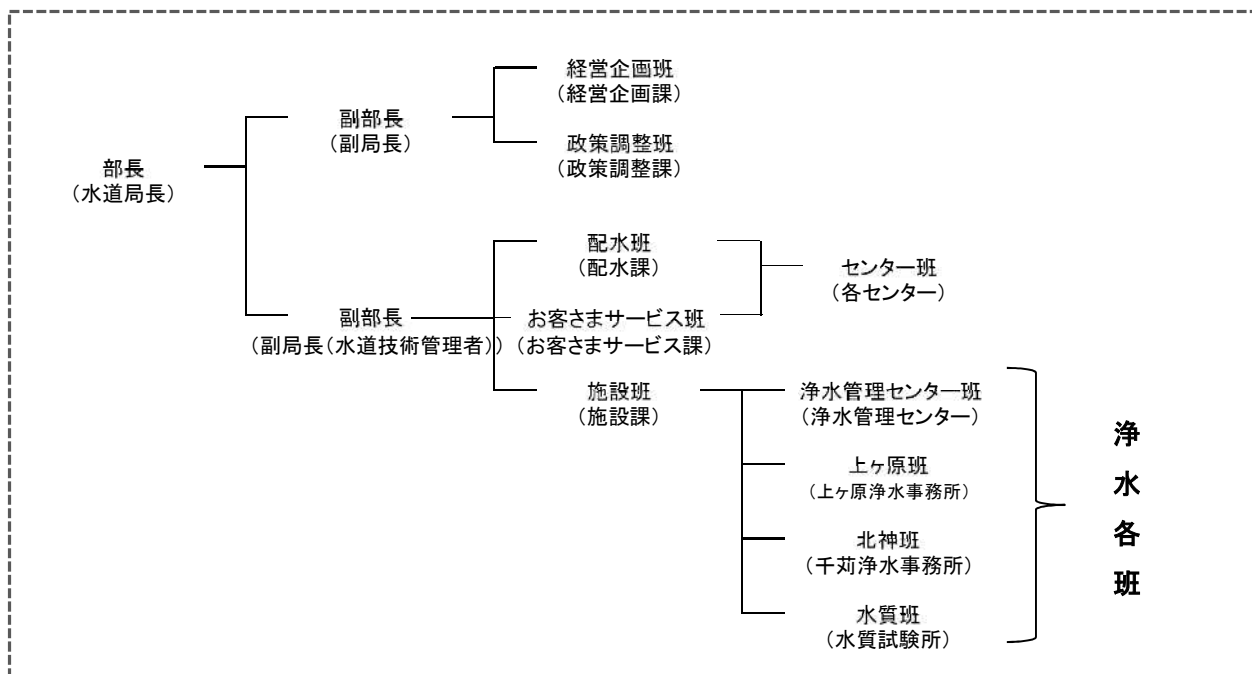 部長
（水道局長）
副部長
（副局長）
経営企画班
（経営企画課）
政策調整班
（政策調整課）
副部長
（副局長（水道技術管理者））
配水班
（配水課）
お客さまサービス班
（お客さまサービス課）
センター班
（各センター）
施設班
（施設課）
浄水管理センター班
（浄水管理センター）
上ヶ原班
（上ヶ原浄水事務所）
北神班
（千苅浄水事務所）
水質班
（水質試験所）
浄水各班